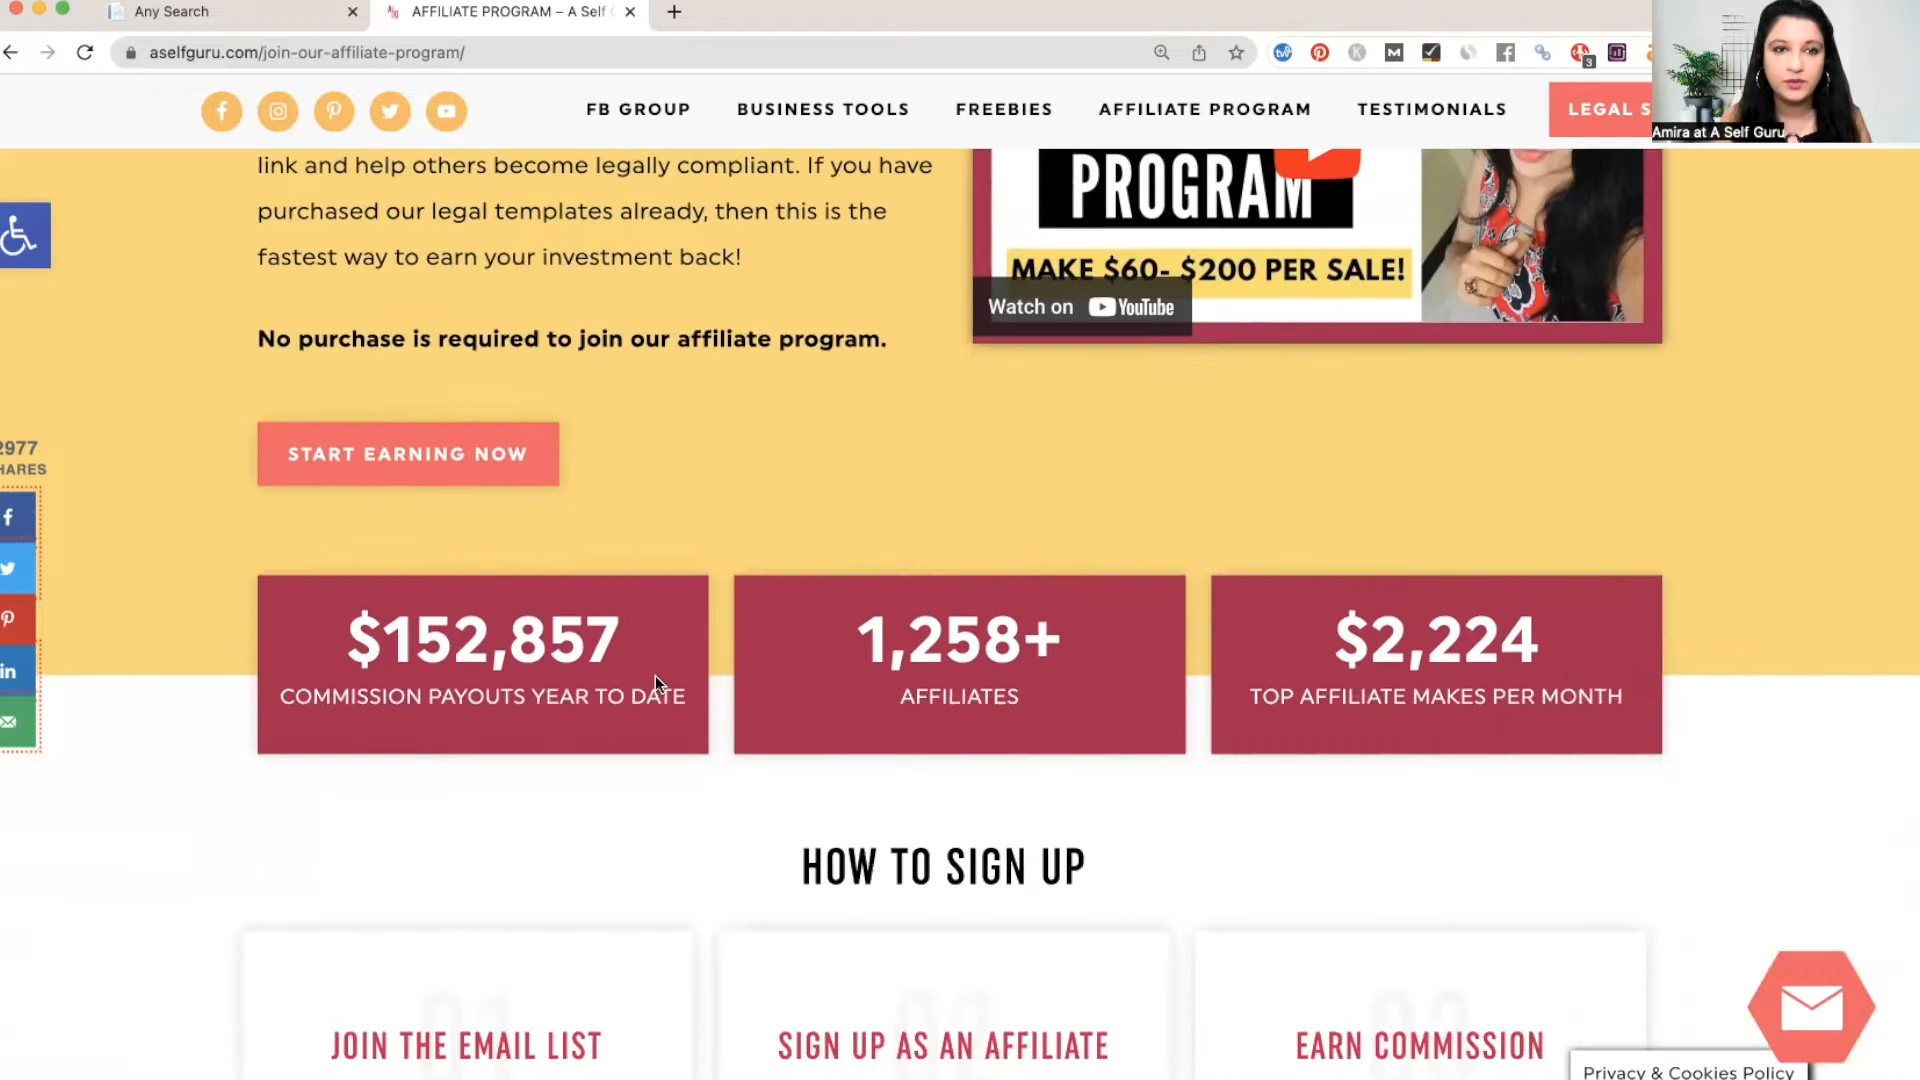 Any Search
AFFILIATE PROGRAM – A Self
aselfguru.com/join-our-affiliate-program/
3
FB GROUP
BUSINESS TOOLS
FREEBIES
AFFILIATE PROGRAM
TESTIMONIALS
LEGAL S
Amira at A Self Guru
link and help others become legally compliant. If you have
purchased our legal templates already, then this is the
fastest way to earn your investment back!
No purchase is required to join our affiliate program.
START EARNING NOW
PROGRAM
MAKE $60- $200 PER SALE!
Watch on YouTube
2977
HARES
$152,857
COMMISSION PAYOUTS YEAR TO DATE
1,258+
AFFILIATES
$2,224
TOP AFFILIATE MAKES PER MONTH
HOW TO SIGN UP
01
JOIN THE EMAIL LIST
02
SIGN UP AS AN AFFILIATE
03
EARN COMMISSION
Privacy & Cookies Policy